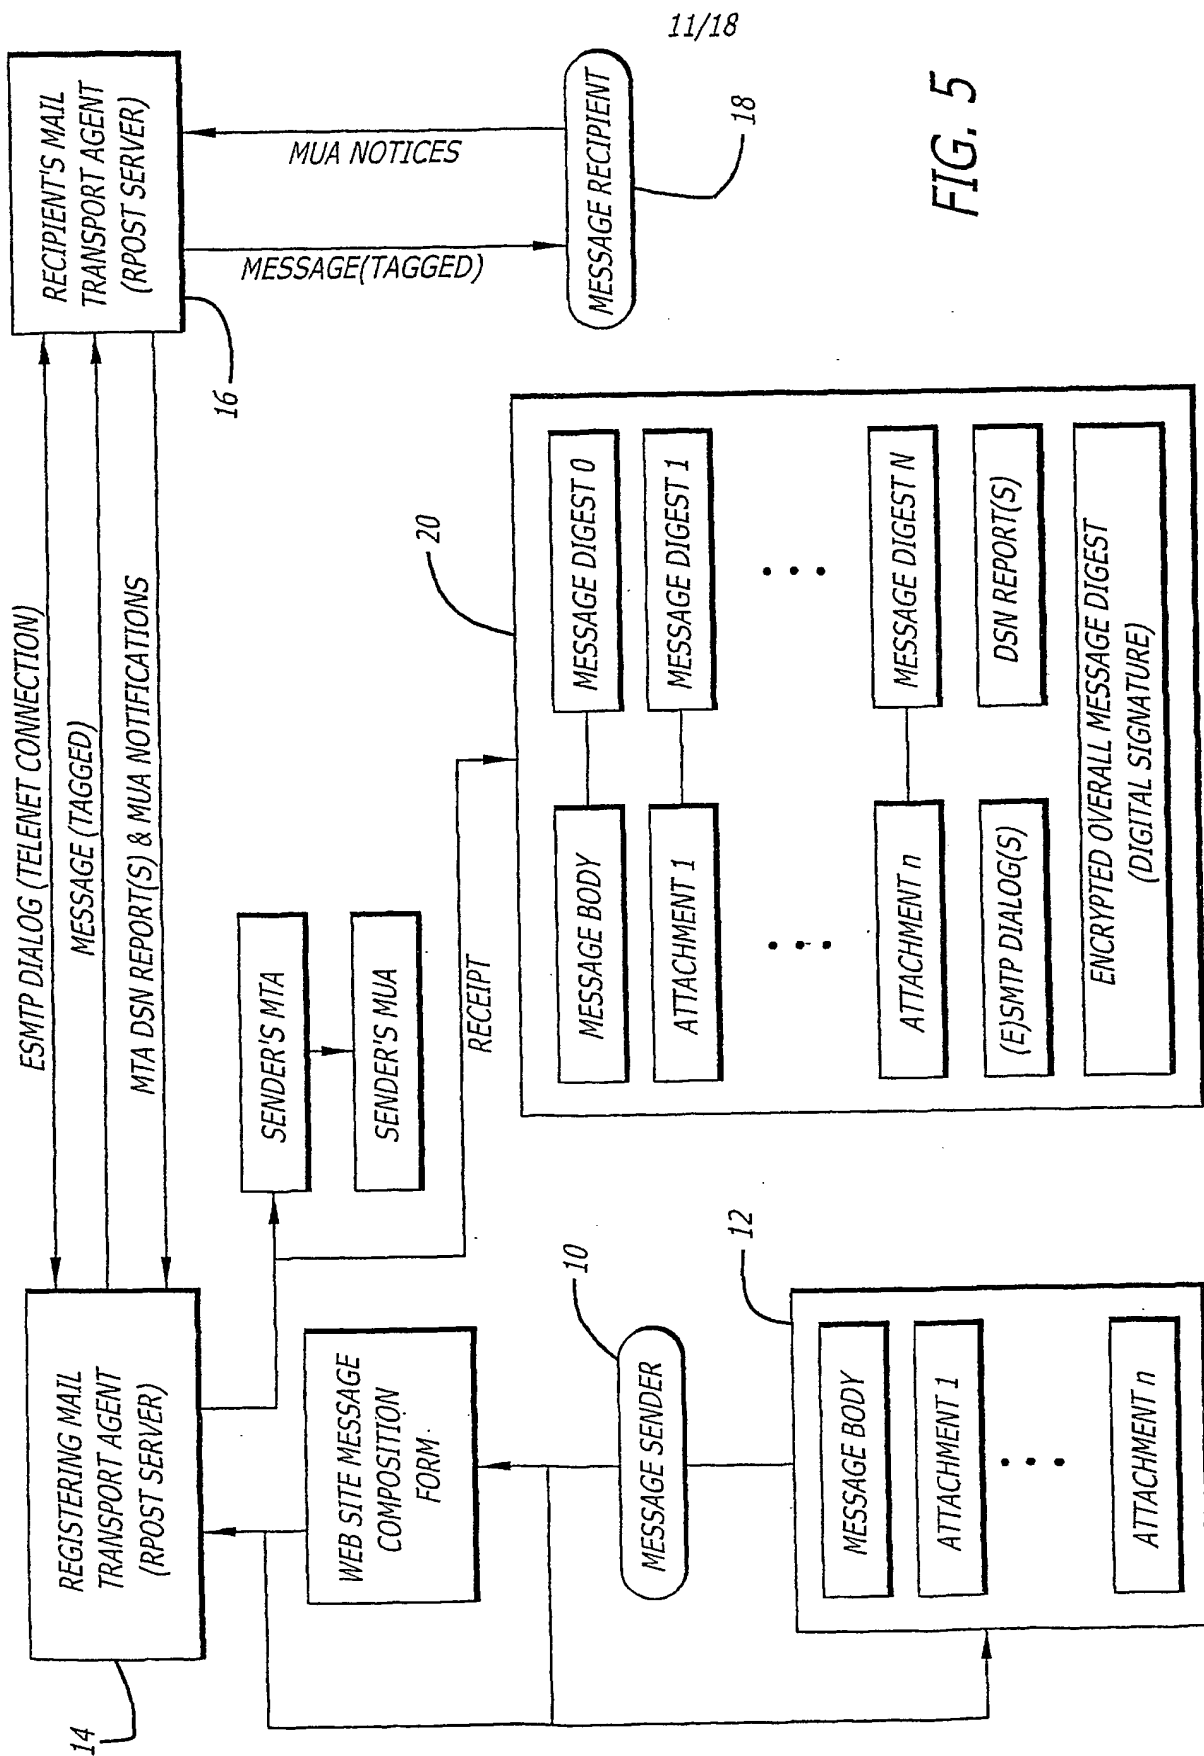 11/18
REGISTERING MAIL
TRANSPORT AGENT
(RPOST SERVER)
14
ESMTP DIALOG (TELENET CONNECTION)
MESSAGE (TAGGED)
MTA DSN REPORT(S) & MUA NOTIFICATIONS
RECIPIENT'S MAIL
TRANSPORT AGENT
(RPOST SERVER)
16
MESSAGE(TAGGED)
MUA NOTICES
MESSAGE RECIPIENT
18
WEB SITE MESSAGE
COMPOSITION
FORM
SENDER'S MTA
SENDER'S MUA
RECEIPT
MESSAGE SENDER
10
12
MESSAGE BODY
ATTACHMENT 1
• • •
ATTACHMENT n
20
MESSAGE BODY
MESSAGE DIGEST 0
ATTACHMENT 1
MESSAGE DIGEST 1
• • •
• • •
ATTACHMENT n
MESSAGE DIGEST N
(E)SMTP DIALOG(S)
DSN REPORT(S)
ENCRYPTED OVERALL MESSAGE DIGEST
(DIGITAL SIGNATURE)
FIG. 5